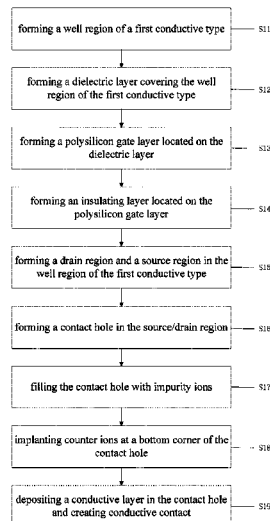 forming a well region of a first conductive type
S11
forming a dielectric layer covering the well
region of the first conductive type
S12
forming a polysilicon gate layer located on the
dielectric layer
S13
forming an insulating layer located on the
polysilicon gate layer
S14
forming a drain region and a source region in the
well region of the first conductive type
S15
forming a contact hole in the source/drain region
S16
filling the contact hole with impurity ions
S17
implanting counter ions at a bottom corner of the
contact hole
S18
depositing a conductive layer in the contact hole
and creating conductive contact
S19